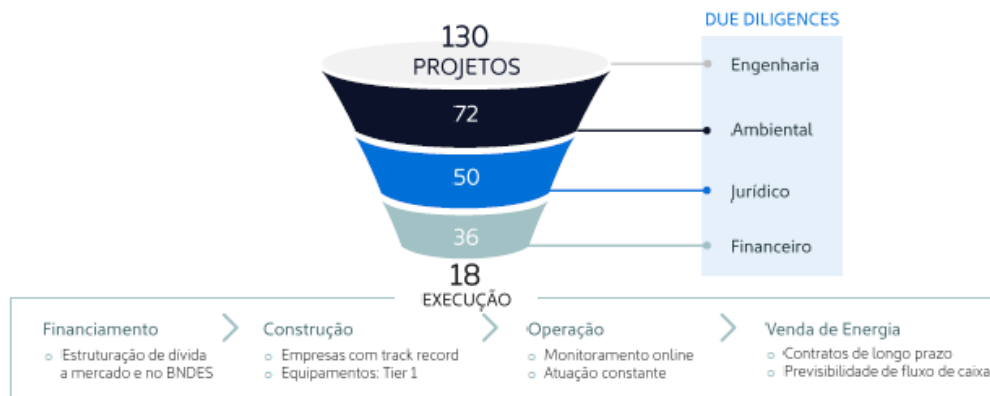 DUE DILIGENCES
130
PROJETOS
Engenharia
72
Ambiental
50
Jurídico
36
Financeiro
18
EXECUÇÃO
Financiamento
Estruturação de dívida
a mercado e no BNDES
Construção
Empresas com track record
Equipamentos: Tier 1
Operação
Monitoramento online
Atuação constante
Venda de Energia
Contratos de longo prazo
Previsibilidade de fluxo de caixa